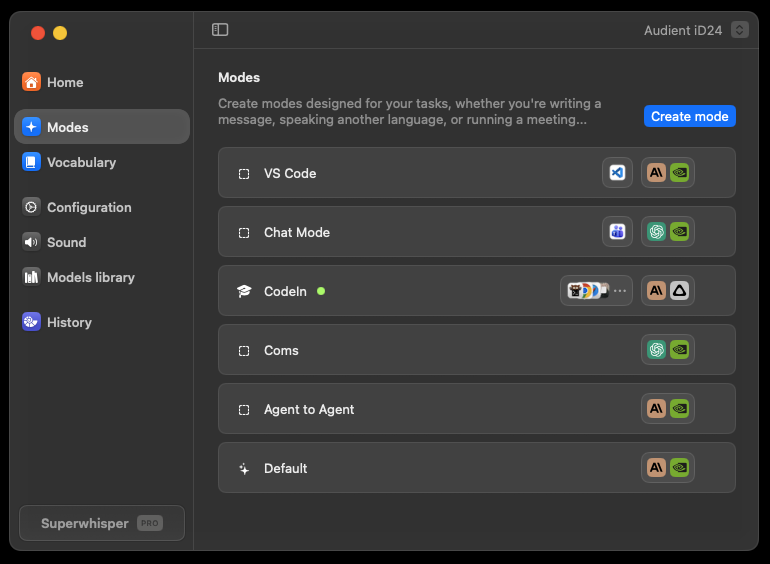 Audient iD24
Home
Modes
Vocabulary
Configuration
Sound
Models library
History
Superwhisper PRO
Modes
Create modes designed for your tasks, whether you're writing a
message, speaking another language, or running a meeting...
Create mode
VS Code
Chat Mode
CodeIn
Coms
Agent to Agent
Default